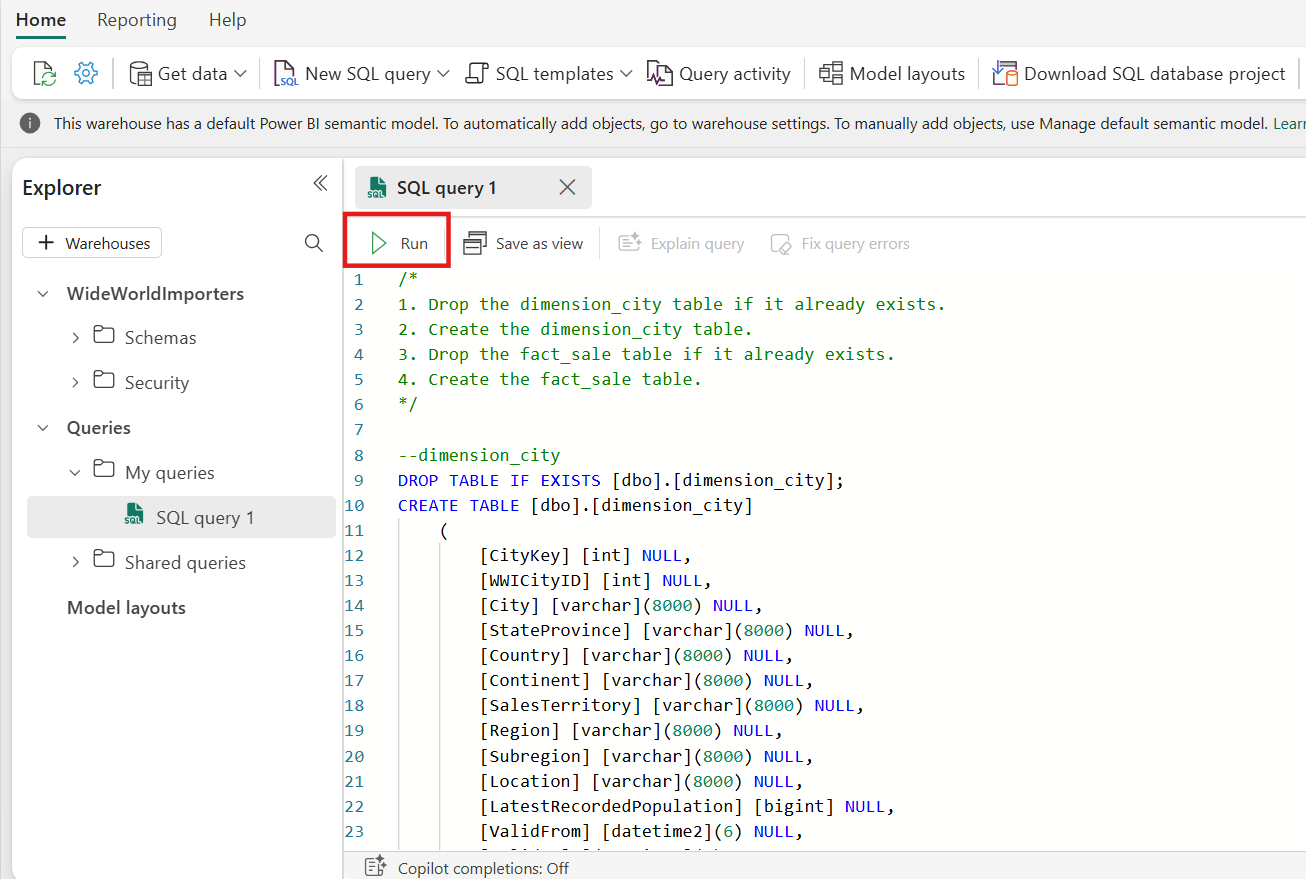 Home Reporting Help
Get data New SQL query SQL templates Query activity Model layouts Download SQL database project
This warehouse has a default Power BI semantic model. To automatically add objects, go to warehouse settings. To manually add objects, use Manage default semantic model.
Explorer
+ Warehouses
WideWorldImporters
Schemas
Security
Queries
My queries
SQL query 1
Shared queries
Model layouts
SQL query 1
Run Save as view Explain query Fix query errors
1 /*
2 1. Drop the dimension_city table if it already exists.
3 2. Create the dimension_city table.
4 3. Drop the fact_sale table if it already exists.
5 4. Create the fact_sale table.
6 */
7
8 --dimension_city
9 DROP TABLE IF EXISTS [dbo].[dimension_city];
10 CREATE TABLE [dbo].[dimension_city]
11 (
12 [CityKey] [int] NULL,
13 [WWICityID] [int] NULL,
14 [City] [varchar](8000) NULL,
15 [StateProvince] [varchar](8000) NULL,
16 [Country] [varchar](8000) NULL,
17 [Continent] [varchar](8000) NULL,
18 [SalesTerritory] [varchar](8000) NULL,
19 [Region] [varchar](8000) NULL,
20 [Subregion] [varchar](8000) NULL,
21 [Location] [varchar](8000) NULL,
22 [LatestRecordedPopulation] [bigint] NULL,
23 [ValidFrom] [datetime2](6) NULL,
Copilot completions: Off